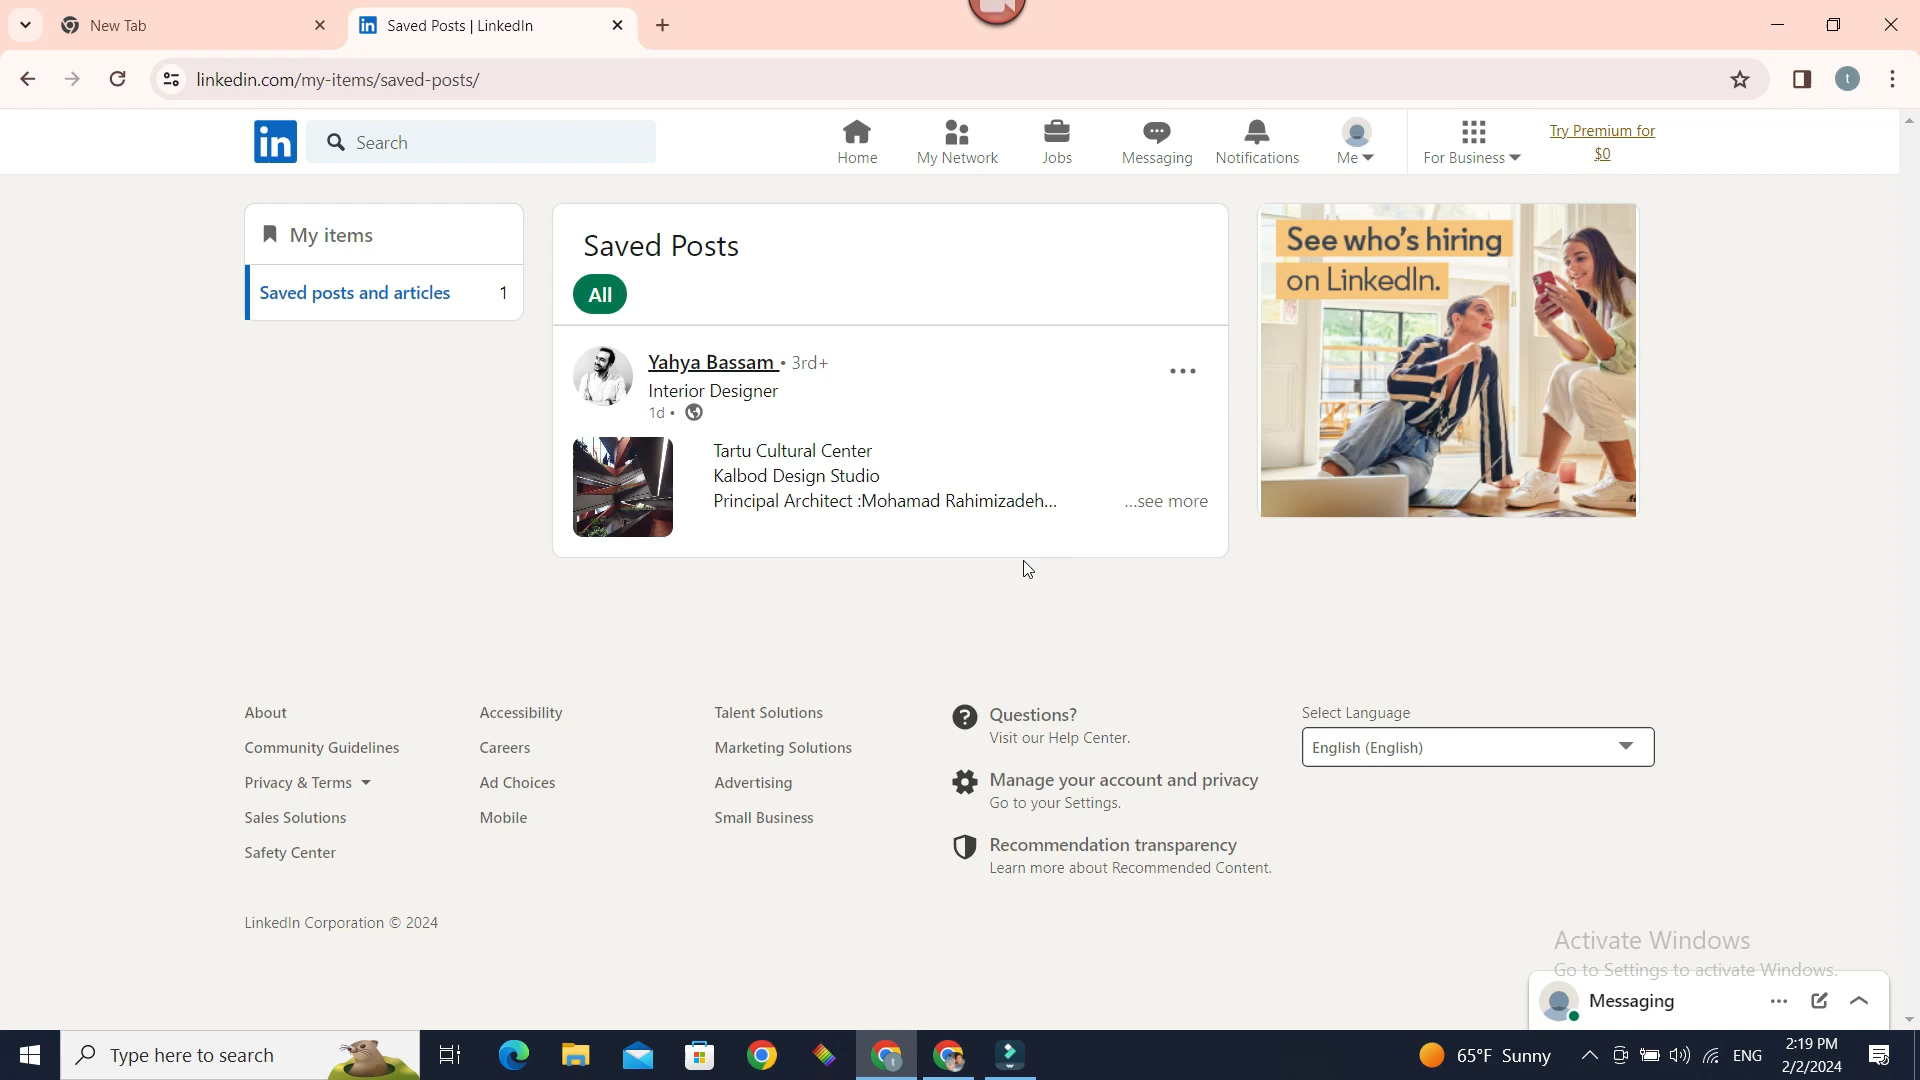 New Tab
Saved Posts | LinkedIn
linkedin.com/my-items/saved-posts/
t
in
Search
Home
My Network
Jobs
Messaging
Notifications
Me
For Business
Try Premium for
$0
My items
Saved posts and articles 1
Saved Posts
All
Yahya Bassam • 3rd+
Interior Designer
1d •
Tartu Cultural Center
Kalbod Design Studio
Principal Architect :Mohamad Rahimizadeh... ...see more
See who's hiring
on LinkedIn.
About
Accessibility
Talent Solutions
Questions?
Visit our Help Center.
Select Language
English (English)
Community Guidelines
Careers
Marketing Solutions
Privacy & Terms
Ad Choices
Advertising
Manage your account and privacy
Go to your Settings.
Sales Solutions
Mobile
Small Business
Safety Center
Recommendation transparency
Learn more about Recommended Content.
LinkedIn Corporation © 2024
Activate Windows
Go to Settings to activate Windows.
Messaging
Type here to search
65°F Sunny
ENG
2:19 PM
2/2/2024